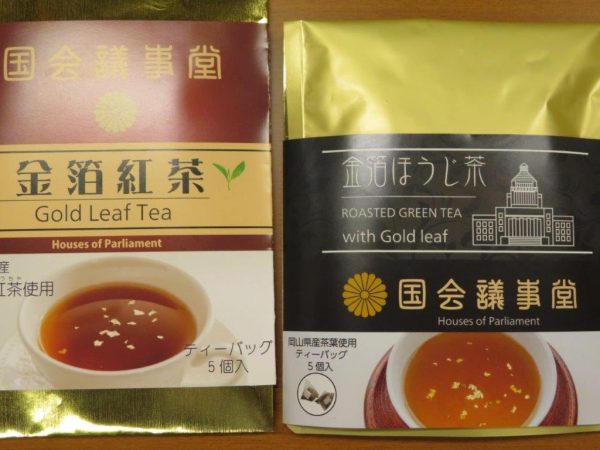 国会議事堂
金箔紅茶
Gold Leaf Tea
Houses of Parliament
産
紅茶使用
ティーバッグ
5個入
金箔ほうじ茶
ROASTED GREEN TEA
with Gold leaf
国会議事堂
Houses of Parliament
岡山県産茶葉使用
ティーバッグ
5個入